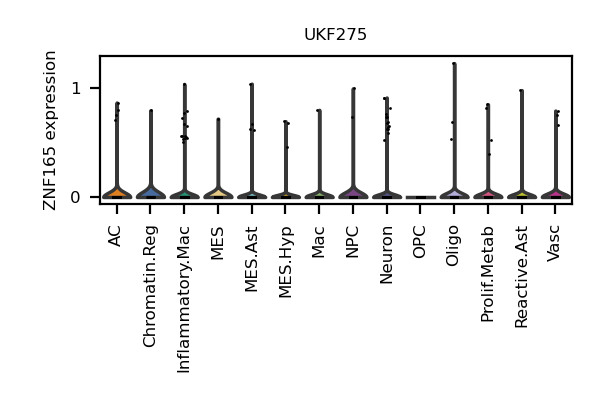 UKF275
ZNF165 expression
1
0
AC
Chromatin.Reg
Inflammatory.Mac
MES
MES.Ast
MES.Hyp
Mac
NPC
Neuron
OPC
Oligo
Prolif.Metab
Reactive.Ast
Vasc